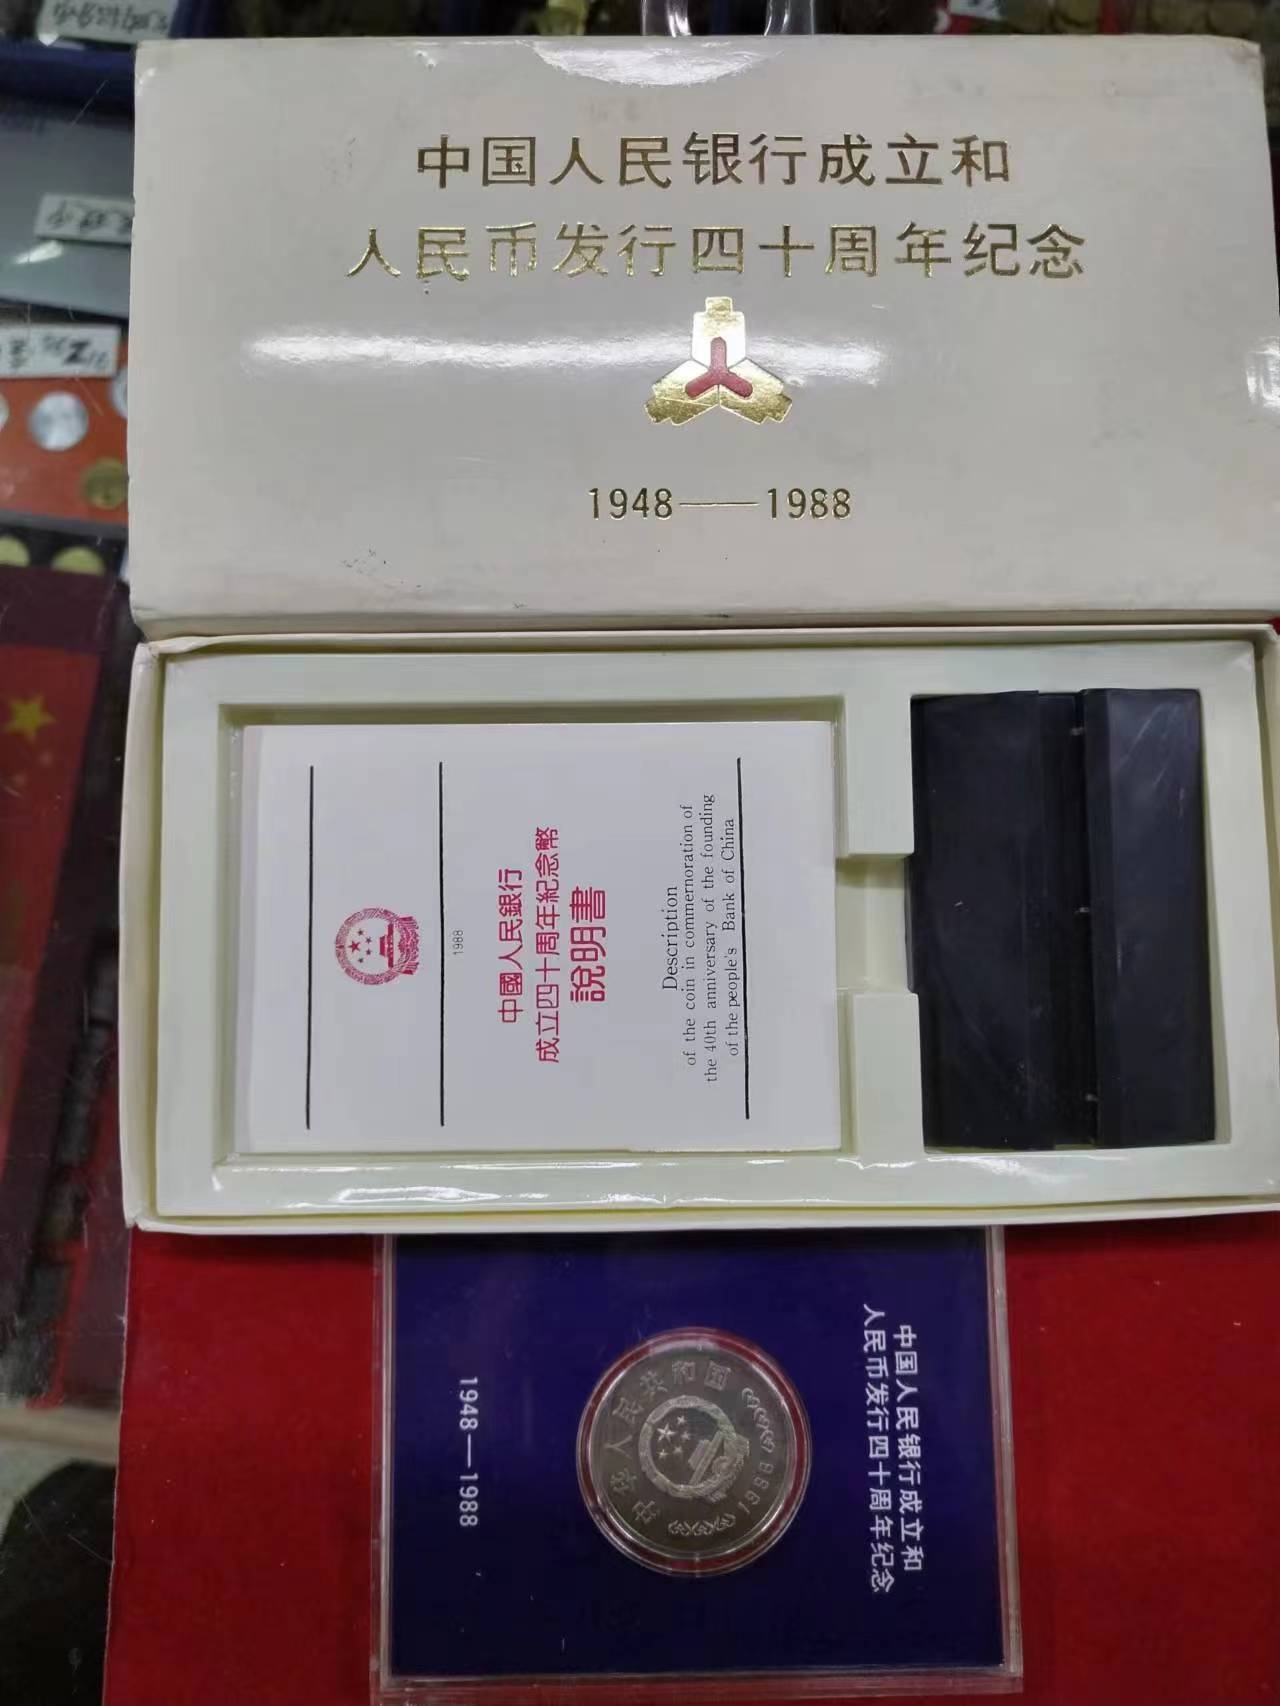 中国人民银行成立和
人民币发行四十周年纪念
1948——1988
1988
中國人民銀行
成立四十周年紀念幣
說明書
Description
of the coin in commemoration of
the 40th anniversary of the founding
of the people's Bank of China
中国人民银行成立和
人民币发行四十周年纪念
中华人民共和国
1988
1948—1988